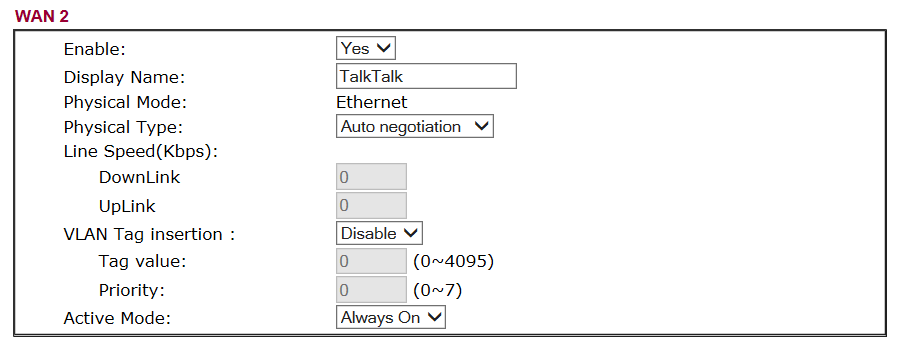 WAN 2
Enable: Yes
Display Name: TalkTalk
Physical Mode: Ethernet
Physical Type: Auto negotiation
Line Speed(Kbps):
DownLink 0
UpLink 0
VLAN Tag insertion : Disable
Tag value: 0 (0~4095)
Priority: 0 (0~7)
Active Mode: Always On